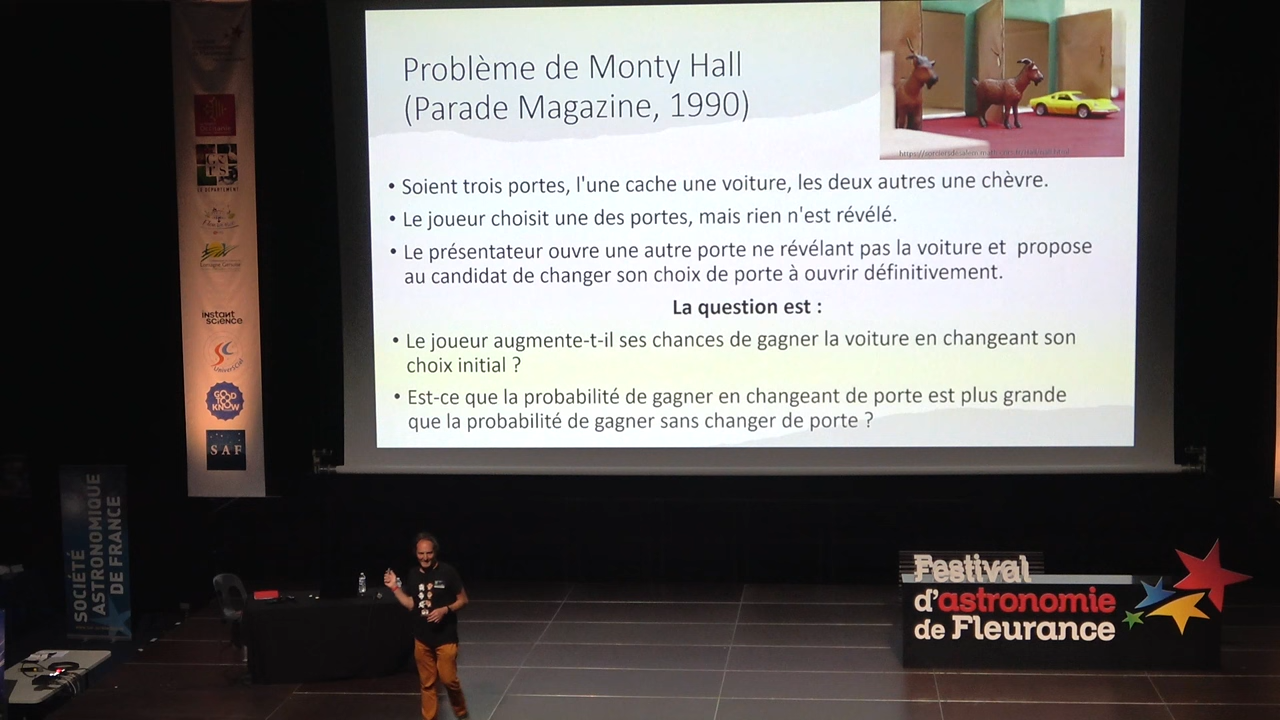 Problème de Monty Hall
(Parade Magazine, 1990)
• Soient trois portes, l'une cache une voiture, les deux autres une chèvre.
• Le joueur choisit une des portes, mais rien n'est révélé.
• Le présentateur ouvre une autre porte ne révélant pas la voiture et propose
au candidat de changer son choix de porte à ouvrir définitivement.
La question est :
• Le joueur augmente-t-il ses chances de gagner la voiture en changeant son
choix initial ?
• Est-ce que la probabilité de gagner en changeant de porte est plus grande
que la probabilité de gagner sans changer de porte ?
INSTANT
SCIENCE
GOOD
TO
KNOW
SAF
SOCIÉTÉ
ASTRONOMIQUE
DE FRANCE
Festival
d'astronomie
de Fleurance